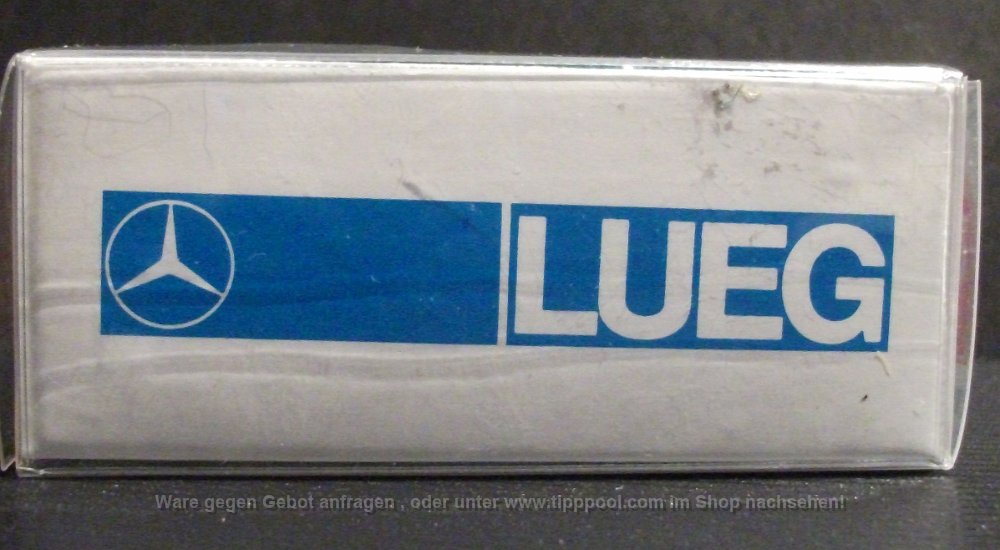 LUEG
Ware gegen Gebot anfragen , oder unter www.tipppool.com im Shop nachsehen!